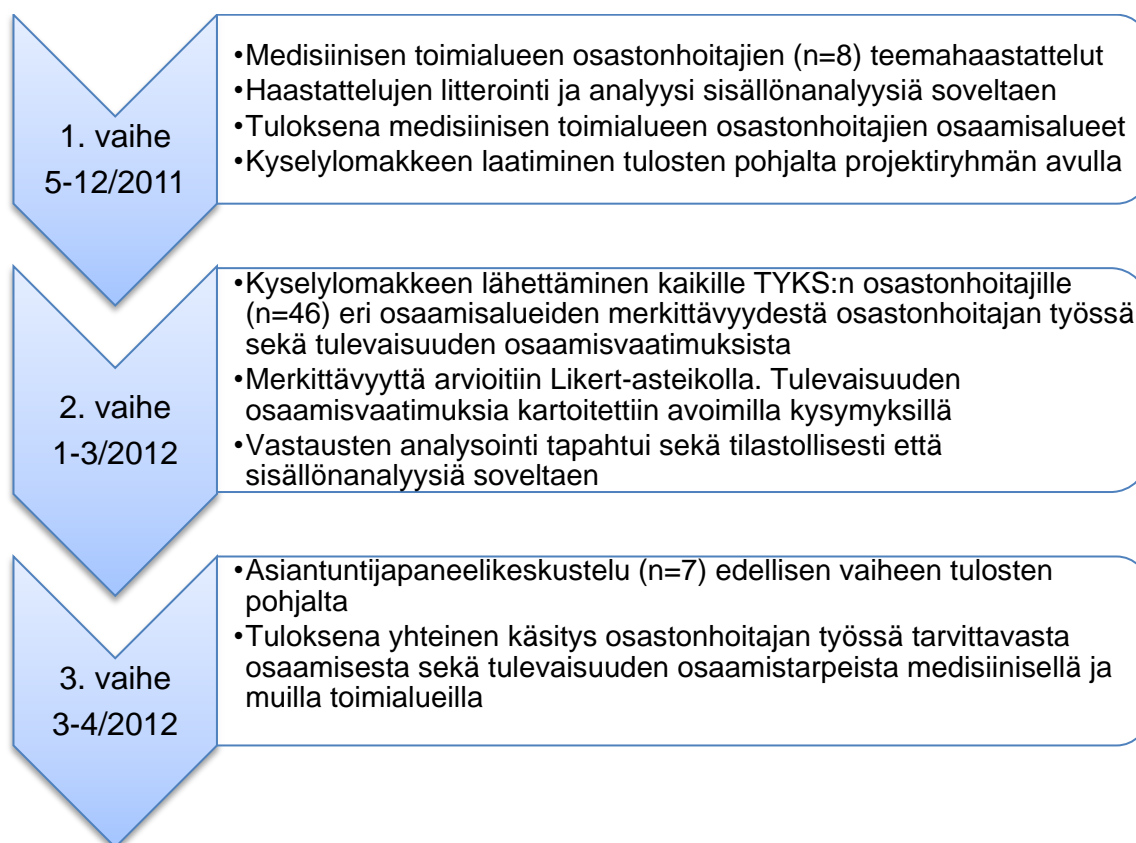 1. vaihe
5-12/2011
•Medisiinisen toimialueen osastonhoitajien (n=8) teemahaastattelut
•Haastattelujen litterointi ja analyysi sisällönanalyysiä soveltaen
•Tuloksena medisiinisen toimialueen osastonhoitajien osaamisalueet
•Kyselylomakkeen laatiminen tulosten pohjalta projektiryhmän avulla
2. vaihe
1-3/2012
•Kyselylomakkeen lähettäminen kaikille TYKS:n osastonhoitajille
(n=46) eri osaamisalueiden merkittävyydestä osastonhoitajan työssä
sekä tulevaisuuden osaamisvaatimuksista
•Merkittävyyttä arvioitiin Likert-asteikolla. Tulevaisuuden
osaamisvaatimuksia kartoitettiin avoimilla kysymyksillä
•Vastausten analysointi tapahtui sekä tilastollisesti että
sisällönanalyysiä soveltaen
3. vaihe
3-4/2012
•Asiantuntijapaneelikeskustelu (n=7) edellisen vaiheen tulosten
pohjalta
•Tuloksena yhteinen käsitys osastonhoitajan työssä tarvittavasta
osaamisesta sekä tulevaisuuden osaamistarpeista medisiinisellä ja
muilla toimialueilla